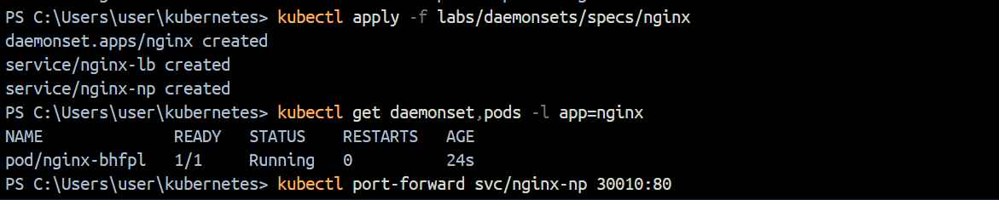 PS C:\Users\user\kubernetes> kubectl apply -f labs/daemonsets/specs/nginx
daemonset.apps/nginx created
service/nginx-lb created
service/nginx-np created
PS C:\Users\user\kubernetes> kubectl get daemonset,pods -l app=nginx
NAME              READY   STATUS    RESTARTS   AGE
pod/nginx-bhfpl   1/1     Running   0          24s
PS C:\Users\user\kubernetes> kubectl port-forward svc/nginx-np 30010:80